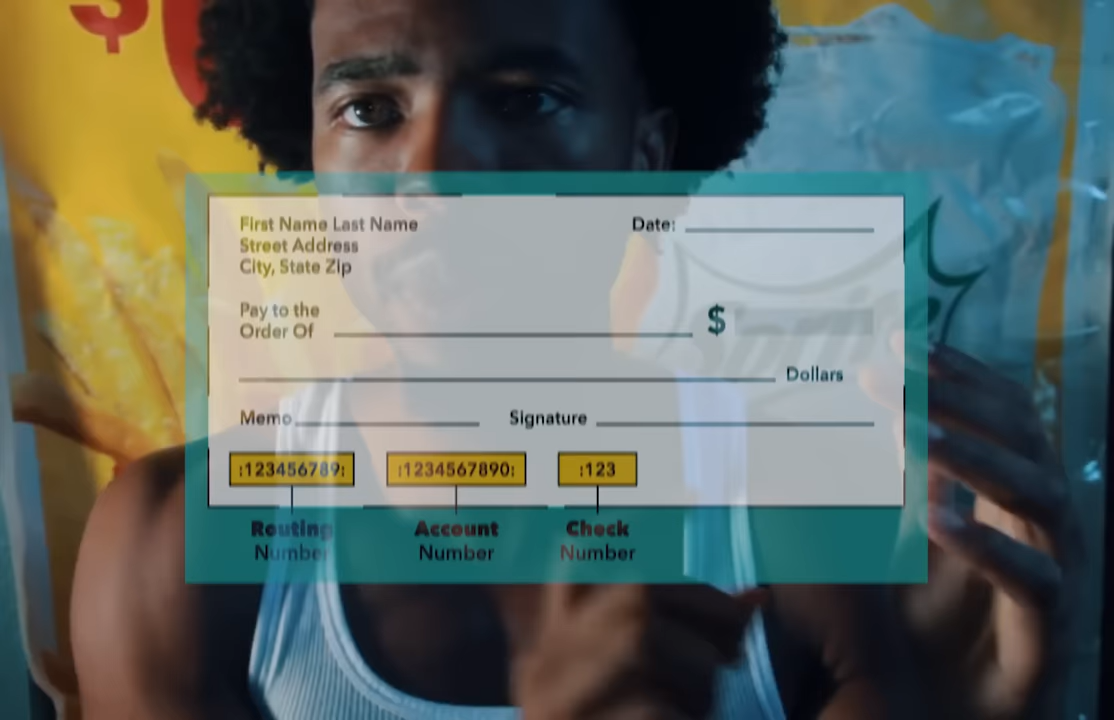 $
First Name Last Name
Date:
Street Address
City, State Zip
Pay to the
Order Of
$
Dollars
Memo
Signature
:123456789:
:1234567890:
:123
Routing
Number
Account
Number
Check
Number